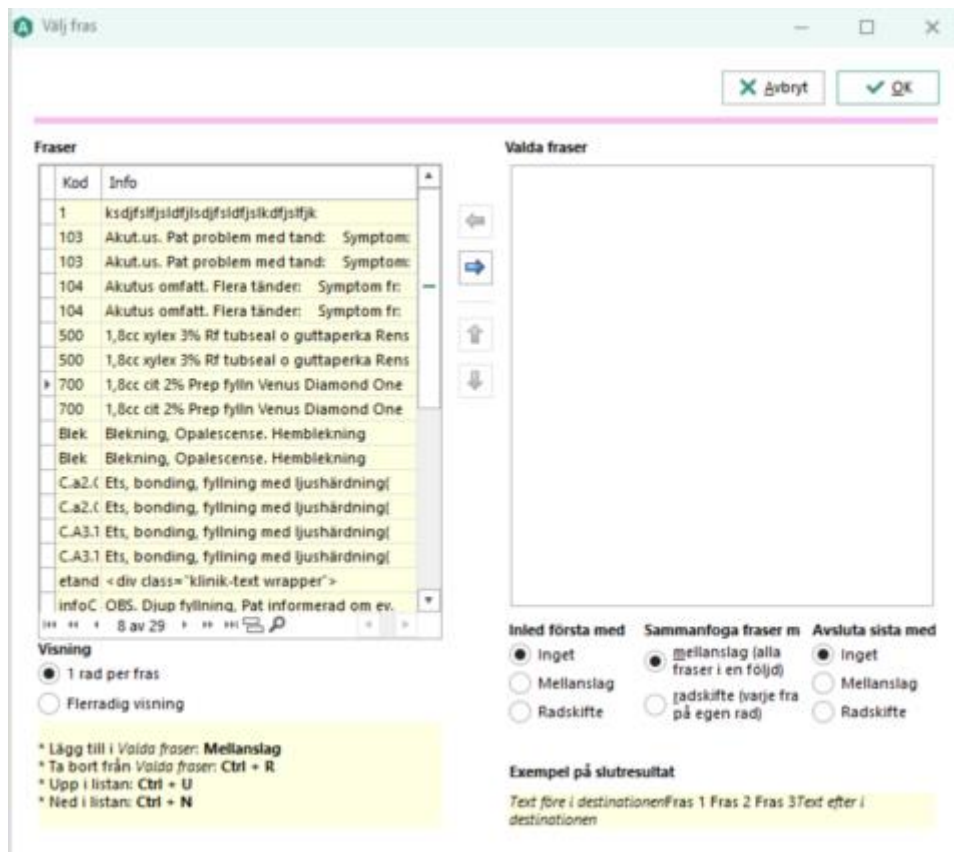 Välj fras
Avbryt
OK
Fraser
Kod Info
1 ksdjfslfjsldfjlsdjfsldfjslkdfjslfjk
103 Akut.us. Pat problem med tand: Symptom:
103 Akut.us. Pat problem med tand: Symptom:
104 Akutus omfatt. Flera tänder: Symptom fr:
104 Akutus omfatt. Flera tänder: Symptom fr:
500 1,8cc xylex 3% Rf tubseal o guttaperka Rens
500 1,8cc xylex 3% Rf tubseal o guttaperka Rens
700 1,8cc cit 2% Prep fylln Venus Diamond One
700 1,8cc cit 2% Prep fylln Venus Diamond One
Blek Blekning, Opalescense. Hemblekning
Blek Blekning, Opalescense. Hemblekning
C.a2.( Ets, bonding, fyllning med ljushärdning(
C.a2.( Ets, bonding, fyllning med ljushärdning(
C.A3.1 Ets, bonding, fyllning med ljushärdning(
C.A3.1 Ets, bonding, fyllning med ljushärdning(
etand <div class="klinik-text wrapper">
infoC OBS. Djup fyllning, Pat informerad om ev.
8 av 29
Visning
1 rad per fras
Flerradig visning
* Lägg till i Valda fraser: Mellanslag
* Ta bort från Valda fraser: Ctrl + R
* Upp i listan: Ctrl + U
* Ned i listan: Ctrl + N
Valda fraser
Inled första med
Inget
Mellanslag
Radskifte
Sammanfoga fraser m
mellanslag (alla
fraser i en följd)
radskifte (varje fra
på egen rad)
Avsluta sista med
Inget
Mellanslag
Radskifte
Exempel på slutresultat
Text före i destinationenFras 1 Fras 2 Fras 3Text efter i
destinationen